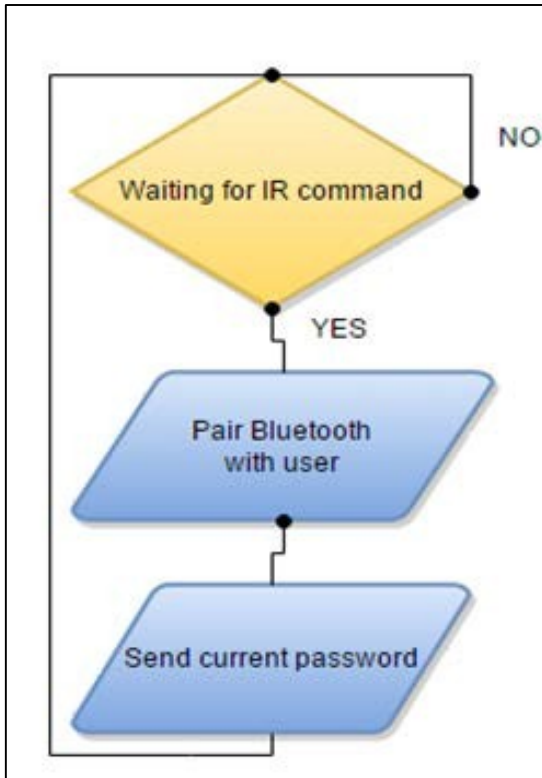 Waiting for IR command
NO
YES
Pair Bluetooth
with user
Send current password